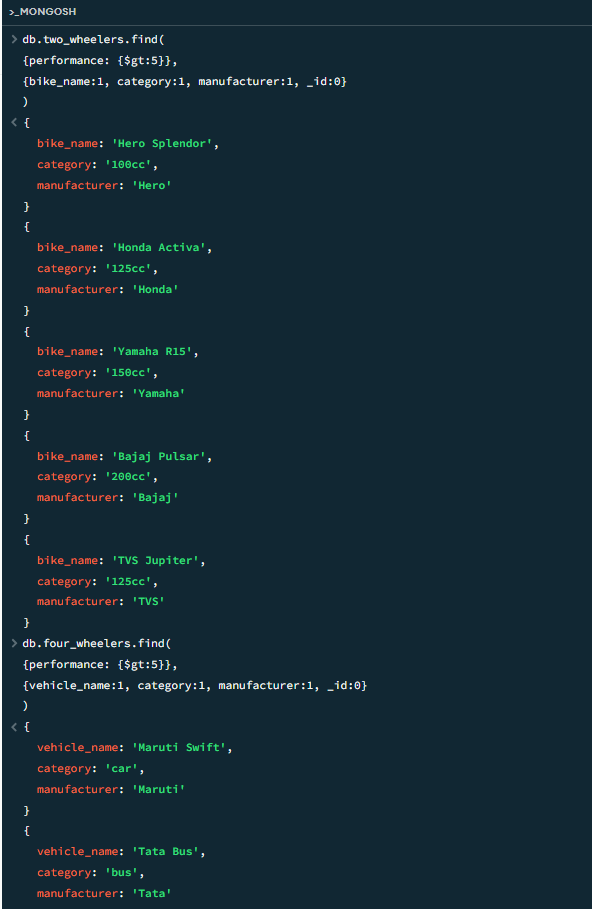 >_MONGOSH
> db.two_wheelers.find(
{performance: {$gt:5}},
{bike_name:1, category:1, manufacturer:1, _id:0}
)
< {
bike_name: 'Hero Splendor',
category: '100cc',
manufacturer: 'Hero'
}
{
bike_name: 'Honda Activa',
category: '125cc',
manufacturer: 'Honda'
}
{
bike_name: 'Yamaha R15',
category: '150cc',
manufacturer: 'Yamaha'
}
{
bike_name: 'Bajaj Pulsar',
category: '200cc',
manufacturer: 'Bajaj'
}
{
bike_name: 'TVS Jupiter',
category: '125cc',
manufacturer: 'TVS'
}
> db.four_wheelers.find(
{performance: {$gt:5}},
{vehicle_name:1, category:1, manufacturer:1, _id:0}
)
< {
vehicle_name: 'Maruti Swift',
category: 'car',
manufacturer: 'Maruti'
}
{
vehicle_name: 'Tata Bus',
category: 'bus',
manufacturer: 'Tata'